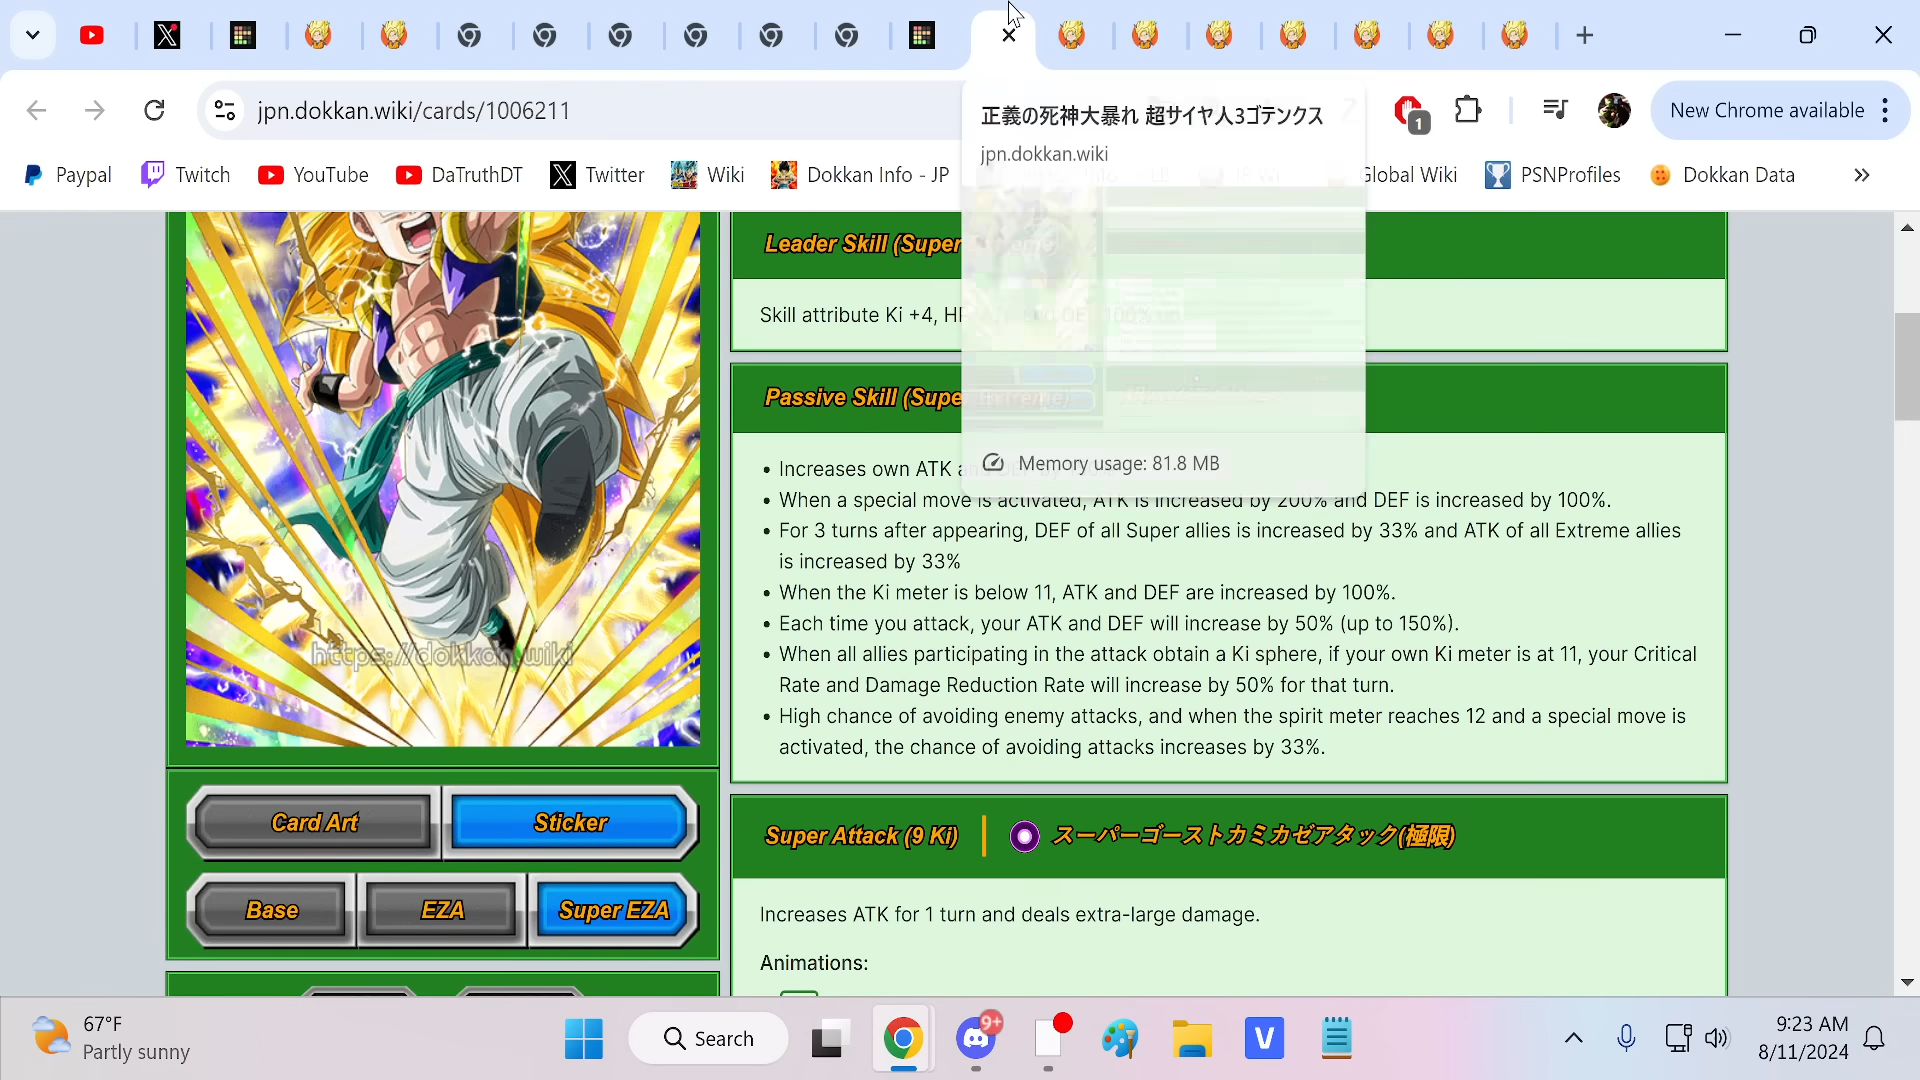 jpn.dokkan.wiki/cards/1006211
正義の死神大暴れ 超サイヤ人3ゴテンクス
jpn.dokkan.wiki
1
New Chrome available
Paypal
Twitch
YouTube
DaTruthDT
Twitter
Wiki
Dokkan Info - JP
Global Wiki
PSNProfiles
Dokkan Data
Leader Skill (Super
Skill attribute Ki +4,
Passive Skill (Super
Memory usage: 81.8 MB
Increases own ATK
When a special move is activated, ATK is increased by 200% and DEF is increased by 100%.
For 3 turns after appearing, DEF of all Super allies is increased by 33% and ATK of all Extreme allies
is increased by 33%
When the Ki meter is below 11, ATK and DEF are increased by 100%.
Each time you attack, your ATK and DEF will increase by 50% (up to 150%).
When all allies participating in the attack obtain a Ki sphere, if your own Ki meter is at 11, your Critical
Rate and Damage Reduction Rate will increase by 50% for that turn.
High chance of avoiding enemy attacks, and when the spirit meter reaches 12 and a special move is
activated, the chance of avoiding attacks increases by 33%.
https://dokkan.wiki
Card Art
Sticker
Base
EZA
Super EZA
Super Attack (9 Ki)
スーパーゴーストカミカゼアタック(極限)
Increases ATK for 1 turn and deals extra-large damage.
Animations:
67°F
Partly sunny
Search
9+
V
9:23 AM
8/11/2024